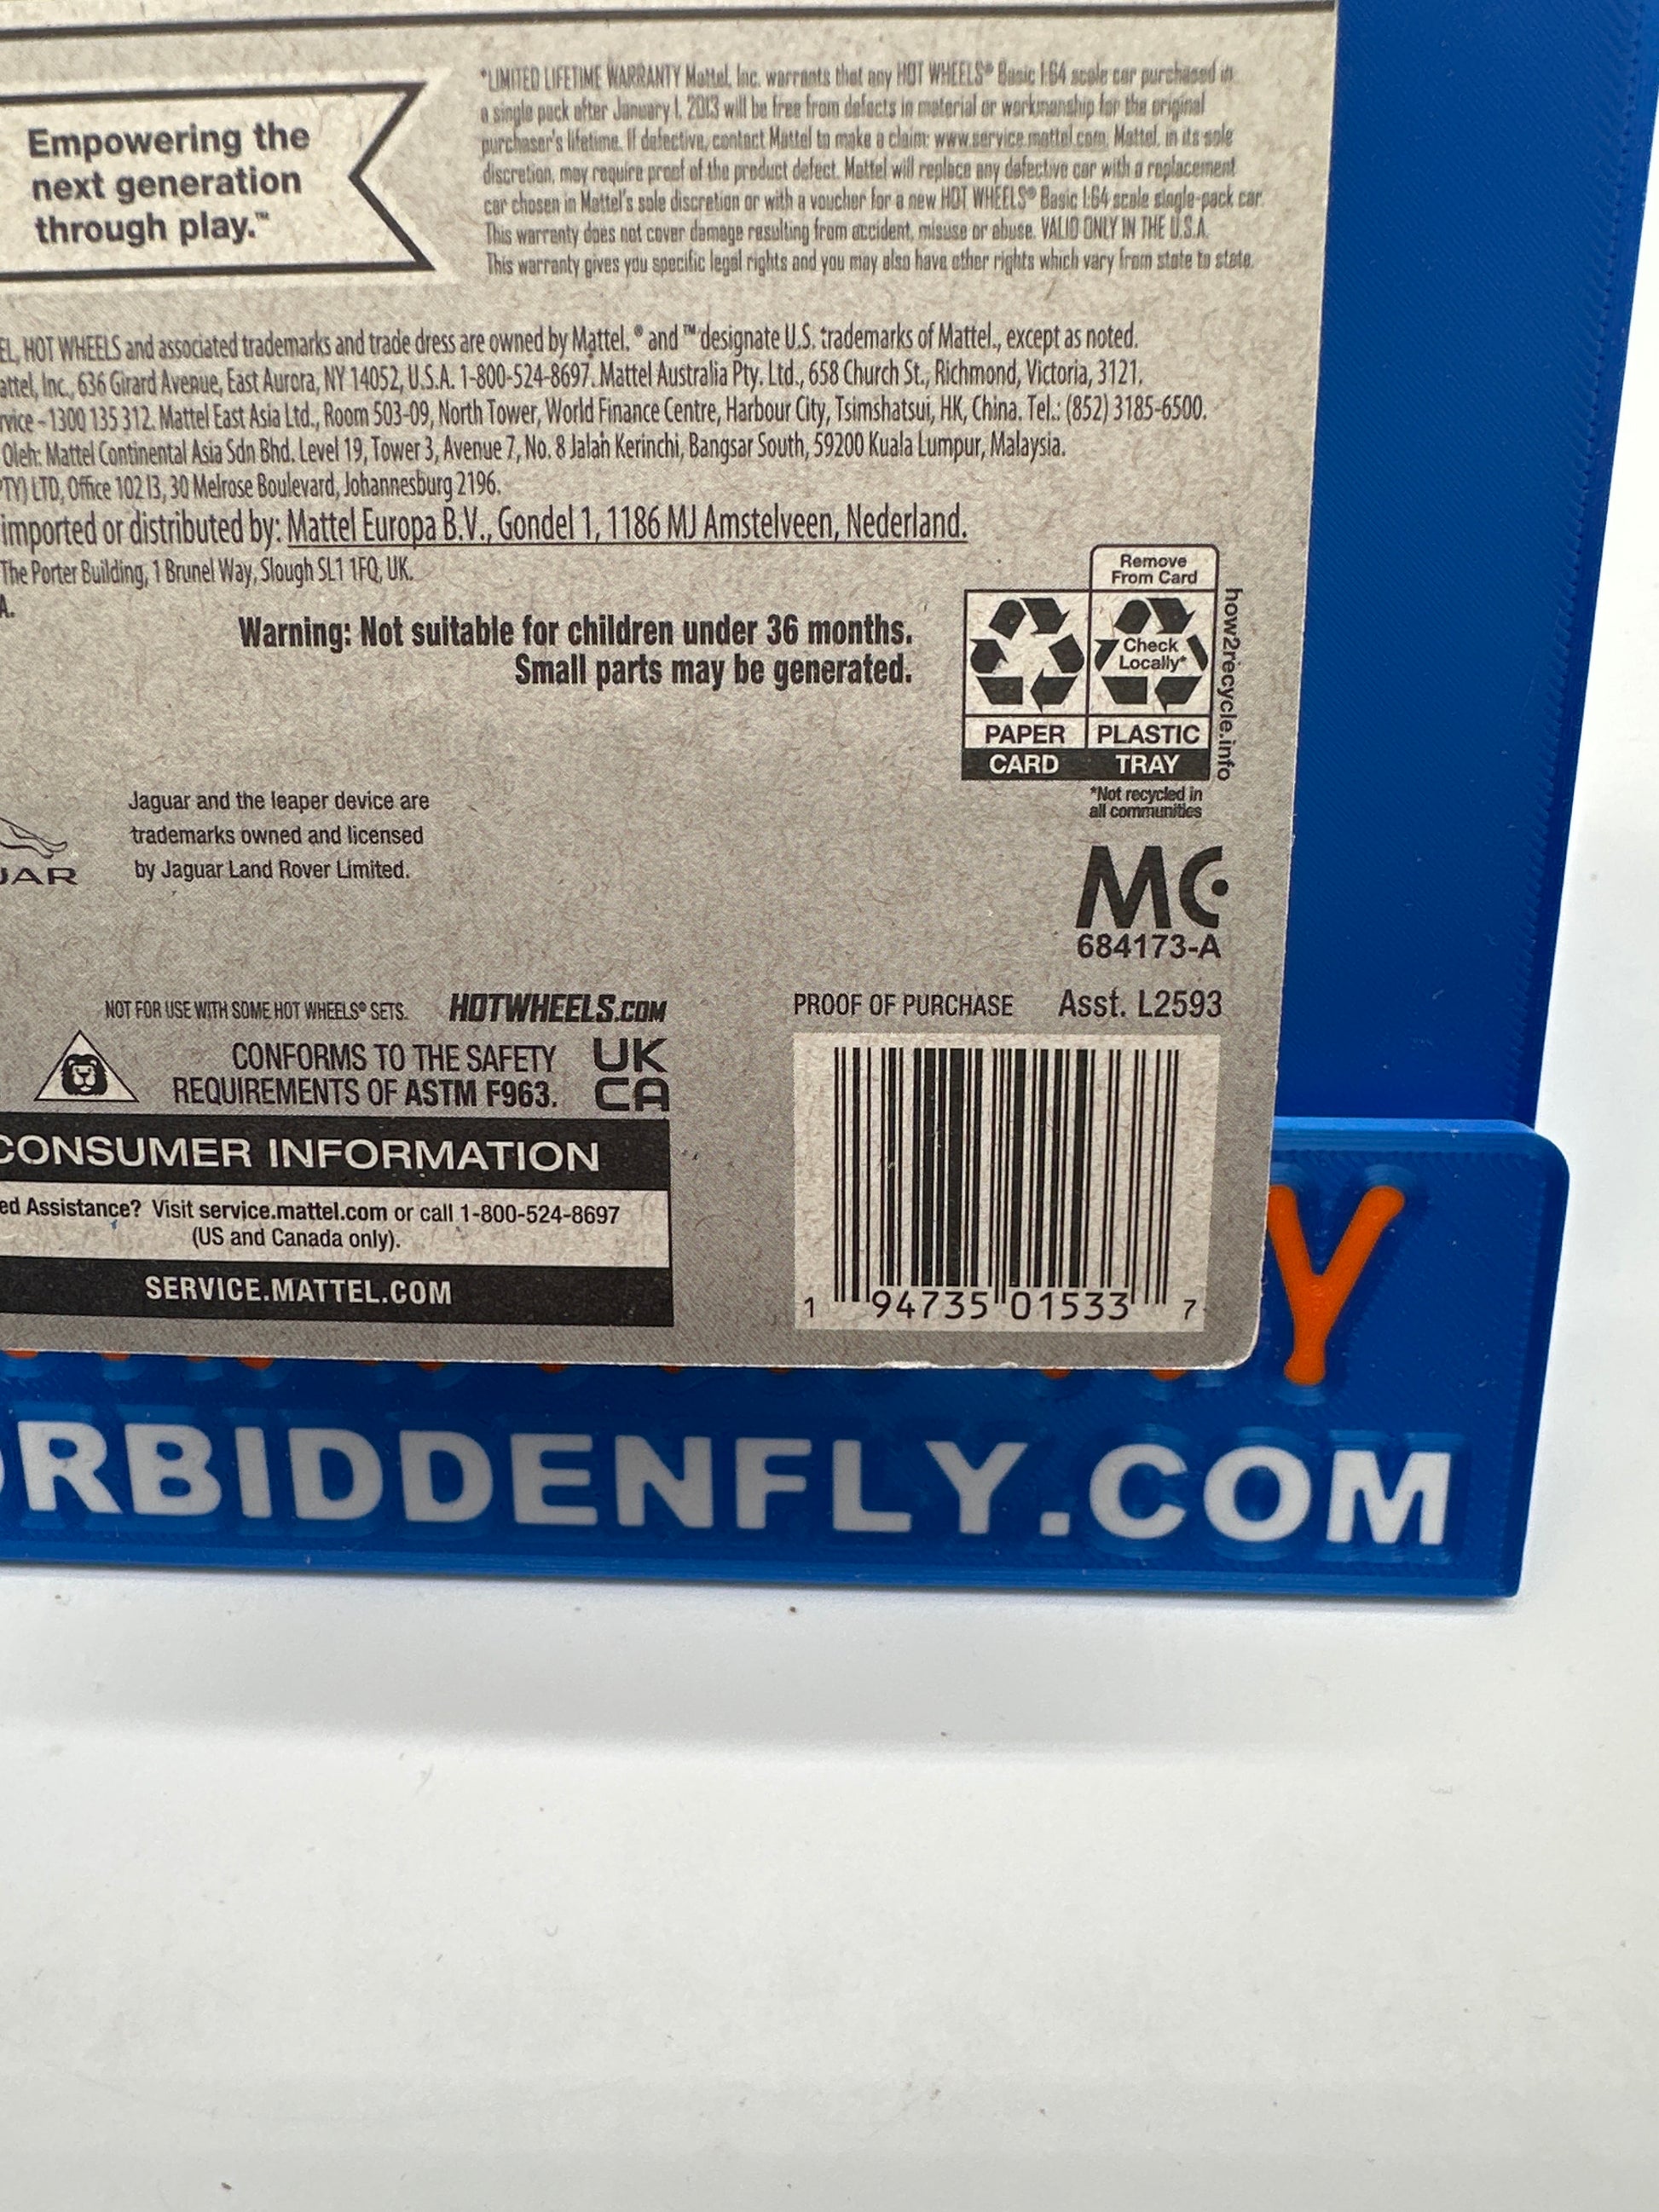 Empowering the
next generation
through play.™
*LIMITED LIFETIME WARRANTY Mattel, Inc. warrants that any HOT WHEELS® Basic 1:64 scale car purchased in
a single pack after January 1, 2013 will be free from defects in material or workmanship for the original
purchaser's lifetime. If defective, contact Mattel to make a claim: www.service.mattel.com. Mattel, in its sole
discretion, may require proof of the product defect. Mattel will replace any defective car with a replacement
car chosen in Mattel's sole discretion or with a voucher for a new HOT WHEELS® Basic 1:64 scale single-pack car.
This warranty does not cover damage resulting from accident, misuse or abuse. VALID ONLY IN THE U.S.A.
This warranty gives you specific legal rights and you may also have other rights which vary from state to state.
EL, HOT WHEELS and associated trademarks and trade dress are owned by Mattel. ® and ™ designate U.S. trademarks of Mattel., except as noted.
attel, Inc., 636 Girard Avenue, East Aurora, NY 14052, U.S.A. 1-800-524-8697. Mattel Australia Pty. Ltd., 658 Church St., Richmond, Victoria, 3121.
rvice - 1300 135 312. Mattel East Asia Ltd., Room 503-09, North Tower, World Finance Centre, Harbour City, Tsimshatsui, HK, China. Tel.: (852) 3185-6500.
Oleh: Mattel Continental Asia Sdn Bhd. Level 19, Tower 3, Avenue 7, No. 8 Jalan Kerinchi, Bangsar South, 59200 Kuala Lumpur, Malaysia.
PTY) LTD, Office 102 I3, 30 Melrose Boulevard, Johannesburg 2196.
imported or distributed by: Mattel Europa B.V., Gondel 1, 1186 MJ Amstelveen, Nederland.
The Porter Building, 1 Brunel Way, Slough SL1 1FQ, UK.
A.
Warning: Not suitable for children under 36 months.
Small parts may be generated.
Remove
From Card
Check
Locally*
PAPER
PLASTIC
CARD
TRAY
how2recycle.info
*Not recycled in
all communities
UAR
Jaguar and the leaper device are
trademarks owned and licensed
by Jaguar Land Rover Limited.
MC
684173-A
NOT FOR USE WITH SOME HOT WHEELS® SETS.
HOTWHEELS.COM
PROOF OF PURCHASE Asst. L2593
CONFORMS TO THE SAFETY
REQUIREMENTS OF ASTM F963.
UK
CA
CONSUMER INFORMATION
ed Assistance? Visit service.mattel.com or call 1-800-524-8697
(US and Canada only).
SERVICE.MATTEL.COM
1 94735 01533 7
Y
ORBIDDENFLY.COM